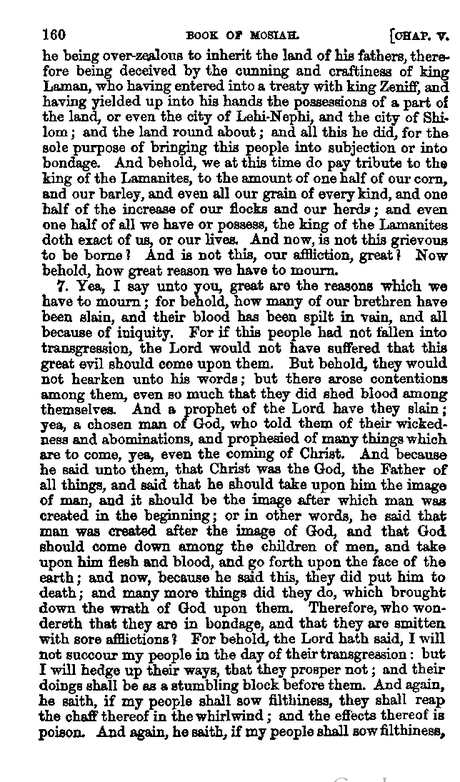 160 BOOK OF MOSIAH. [CHAP. V.
he being over-zealous to inherit the land of his fathers, there-
fore being deceived by the cunning and craftiness of king
Laman, who having entered into a treaty with king Zeniff, and
having yielded up into his hands the possessions of a part of
the land, or even the city of Lehi-Nephi, and the city of Shi-
lom; and the land round about; and all this he did, for the
sole purpose of bringing this people into subjection or into
bondage. And behold, we at this time do pay tribute to the
king of the Lamanites, to the amount of one half of our corn,
and our barley, and even all our grain of every kind, and one
half of the increase of our flocks and our herds; and even
one half of all we have or possess, the king of the Lamanites
doth exact of us, or our lives. And now, is not this grievous
to be borne? And is not this, our affliction, great? Now
behold, how great reason we have to mourn.
7. Yea, I say unto you, great are the reasons which we
have to mourn; for behold, how many of our brethren have
been slain, and their blood has been spilt in vain, and all
because of iniquity. For if this people had not fallen into
transgression, the Lord would not have suffered that this
great evil should come upon them. But behold, they would
not hearken unto his words; but there arose contentions
among them, even so much that they did shed blood among
themselves. And a prophet of the Lord have they slain;
yea, a chosen man of God, who told them of their wicked-
ness and abominations, and prophesied of many things which
are to come, yea, even the coming of Christ. And because
he said unto them, that Christ was the God, the Father of
all things, and said that he should take upon him the image
of man, and it should be the image after which man was
created in the beginning; or in other words, he said that
man was created after the image of God, and that God
should come down among the children of men, and take
upon him flesh and blood, and go forth upon the face of the
earth; and now, because he said this, they did put him to
death; and many more things did they do, which brought
down the wrath of God upon them. Therefore, who won-
dereth that they are in bondage, and that they are smitten
with sore afflictions? For behold, the Lord hath said, I will
not succour my people in the day of their transgression: but
I will hedge up their ways, that they prosper not; and their
doings shall be as a stumbling block before them. And again,
he saith, if my people shall sow filthiness, they shall reap
the chaff thereof in the whirlwind; and the effects thereof is
poison. And again, he saith, if my people shall sow filthiness,